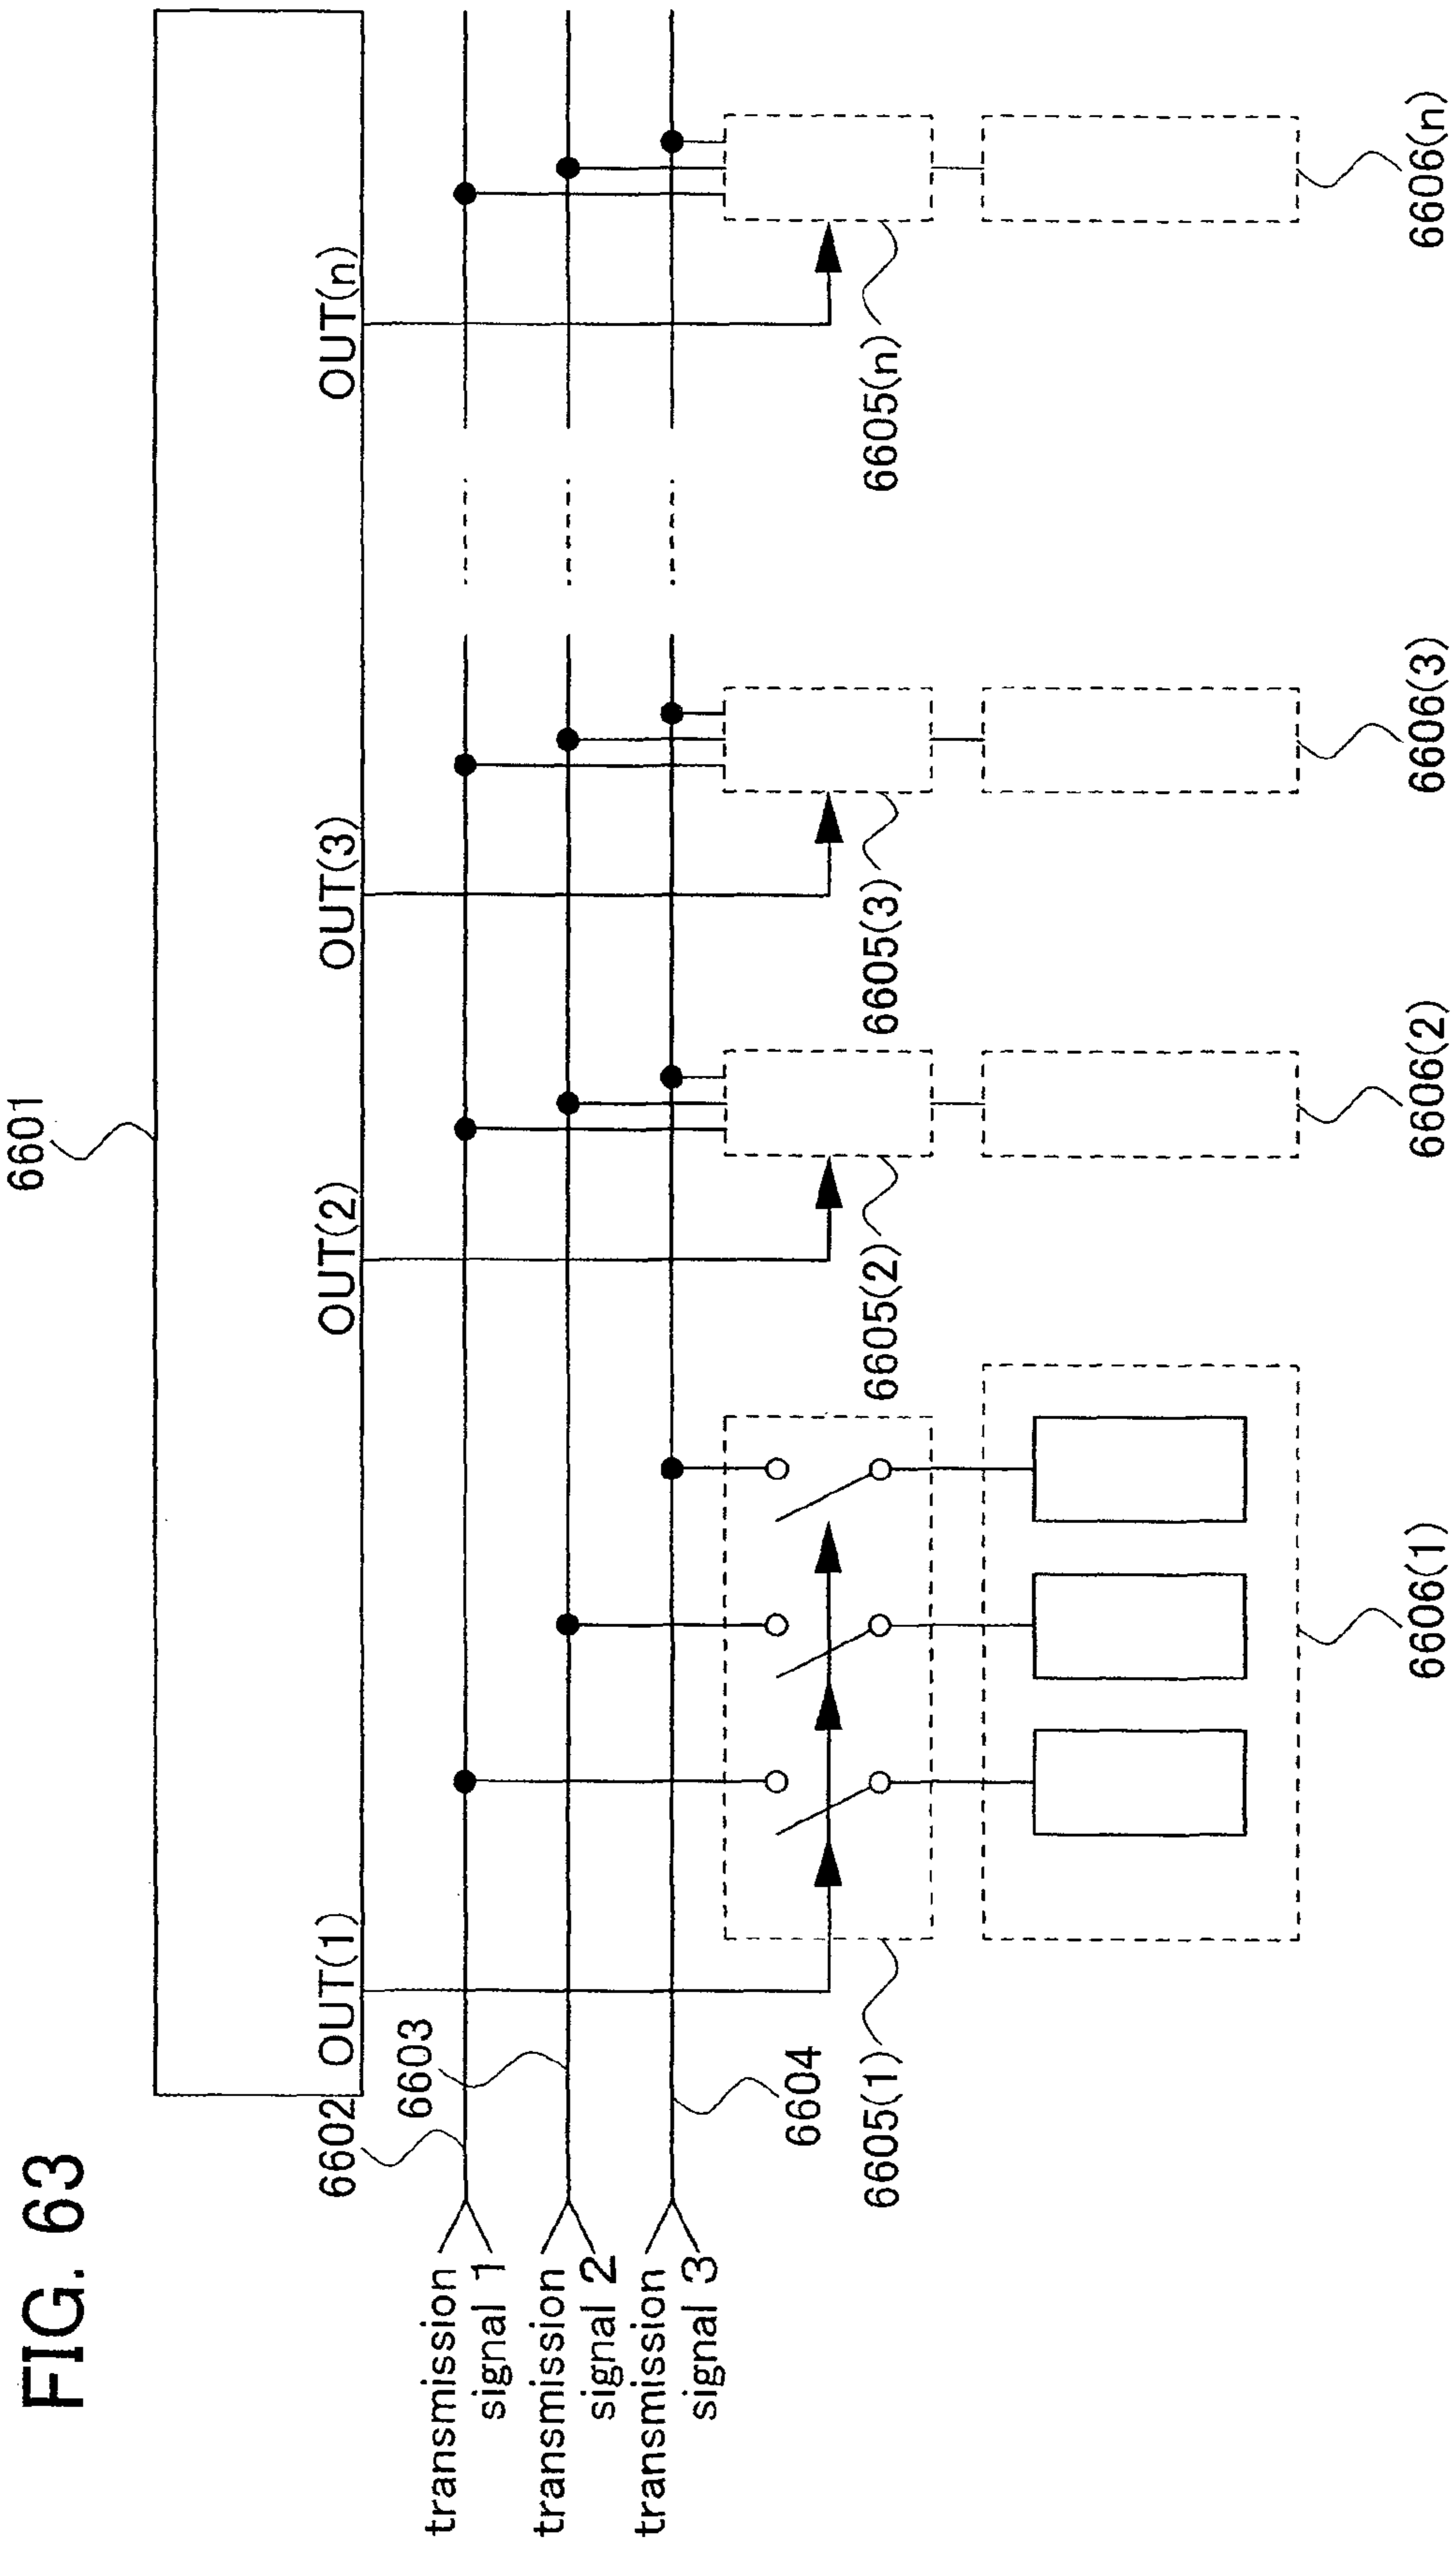 FIG. 63
6601
6602
OUT(1)
OUT(2)
OUT(3)
OUT(n)
6603
transmission
signal 1
transmission
signal 2
transmission
signal 3
6604
6605(1)
6605(2)
6605(3)
6605(n)
6606(1)
6606(2)
6606(3)
6606(n)